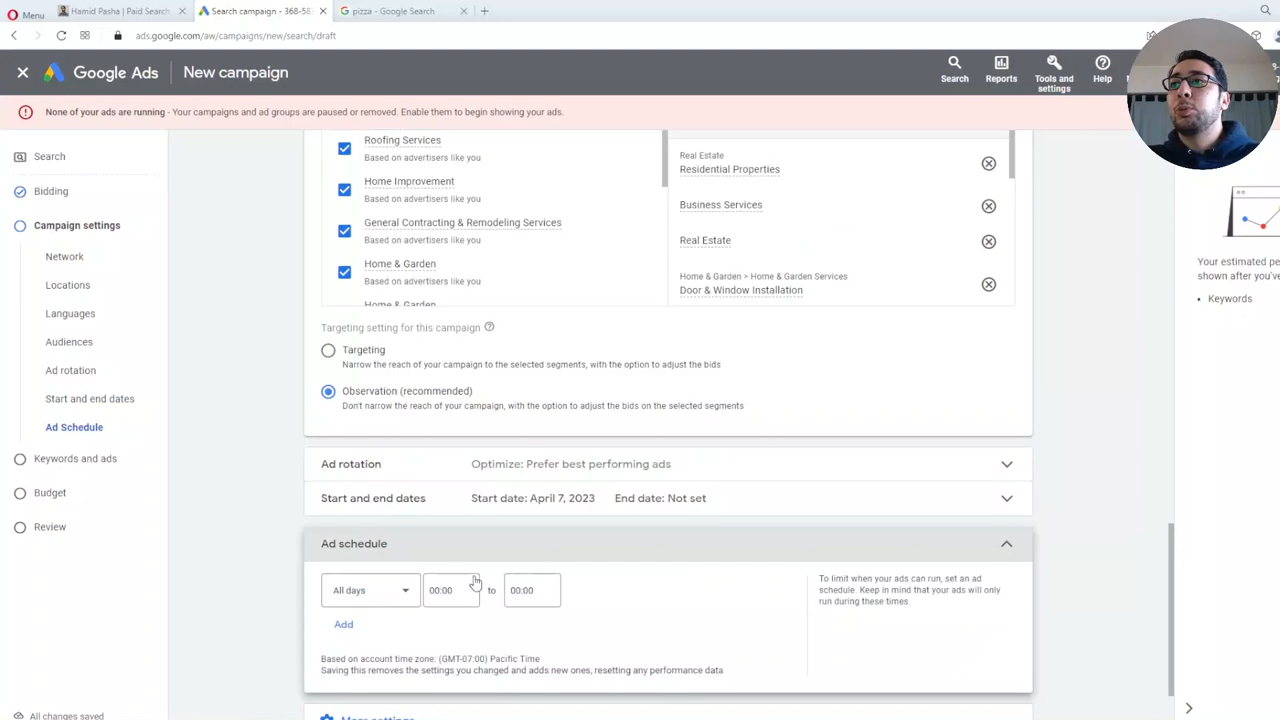 Menu
Hamid Pasha | Paid Search
Search campaign - 368-58
pizza - Google Search
ads.google.com/aw/campaigns/new/search/draft
Google Ads
New campaign
Search
Reports
Tools and settings
Help
None of your ads are running - Your campaigns and ad groups are paused or removed. Enable them to begin showing your ads.
Search
Bidding
Campaign settings
Network
Locations
Languages
Audiences
Ad rotation
Start and end dates
Ad Schedule
Keywords and ads
Budget
Review
All changes saved
Roofing Services
Based on advertisers like you
Home Improvement
Based on advertisers like you
General Contracting & Remodeling Services
Based on advertisers like you
Home & Garden
Based on advertisers like you
Home & Garden
Real Estate
Residential Properties
Business Services
Real Estate
Home & Garden > Home & Garden Services
Door & Window Installation
Targeting setting for this campaign
Targeting
Narrow the reach of your campaign to the selected segments, with the option to adjust the bids
Observation (recommended)
Don't narrow the reach of your campaign, with the option to adjust the bids on the selected segments
Ad rotation
Optimize: Prefer best performing ads
Start and end dates
Start date: April 7, 2023 End date: Not set
Ad schedule
All days
00:00
to
00:00
Add
Based on account time zone: (GMT-07:00) Pacific Time
Saving this removes the settings you changed and adds new ones, resetting any performance data
To limit when your ads can run, set an ad
schedule. Keep in mind that your ads will only
run during these times.
More settings
Your estimated pe
shown after you've
Keywords